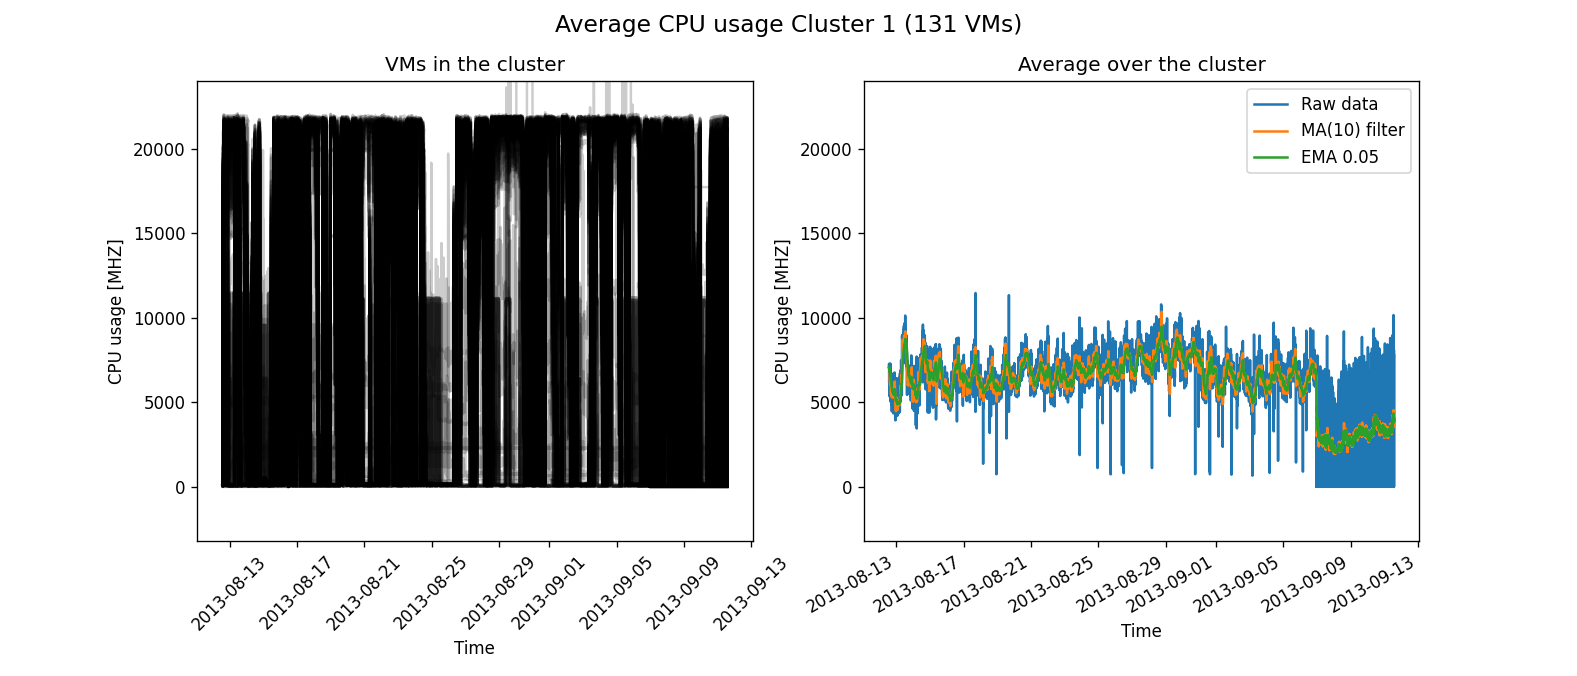 Average CPU usage Cluster 1 (131 VMs)
VMs in the cluster
CPU usage [MHZ]
20000
15000
10000
5000
0
2013-08-13
2013-08-17
2013-08-21
2013-08-25
2013-08-29
2013-09-01
2013-09-05
2013-09-09
2013-09-13
Time
Average over the cluster
CPU usage [MHZ]
20000
15000
10000
5000
0
Raw data
MA(10) filter
EMA 0.05
2013-08-13
2013-08-17
2013-08-21
2013-08-25
2013-08-29
2013-09-01
2013-09-05
2013-09-09
2013-09-13
Time